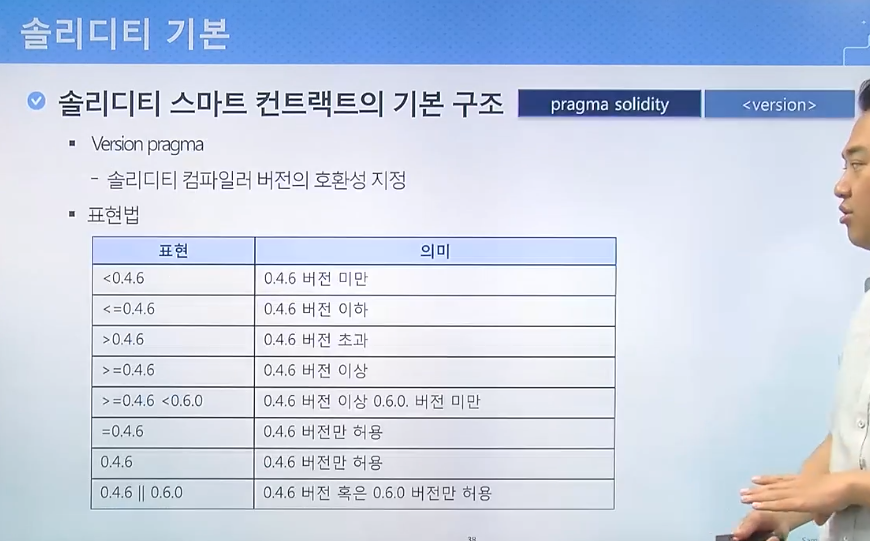 솔리디티 기본
솔리디티 스마트 컨트랙트의 기본 구조 pragma solidity <version>
▪ Version pragma
- 솔리디티 컴파일러 버전의 호환성 지정
▪ 표현법
표현 의미
<0.4.6 0.4.6 버전 미만
<=0.4.6 0.4.6 버전 이하
>0.4.6 0.4.6 버전 초과
>=0.4.6 0.4.6 버전 이상
>=0.4.6 <0.6.0 0.4.6 버전 이상 0.6.0. 버전 미만
=0.4.6 0.4.6 버전만 허용
0.4.6 0.4.6 버전만 허용
0.4.6 || 0.6.0 0.4.6 버전 혹은 0.6.0 버전만 허용
38